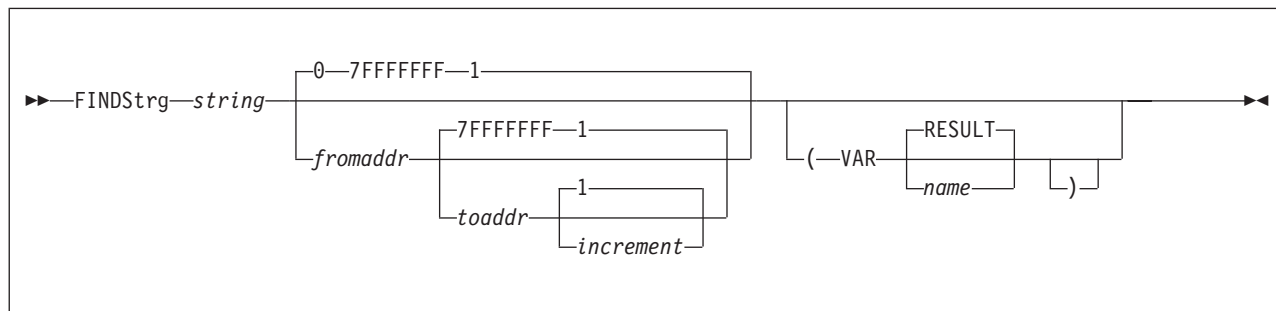 0 7FFFFFFF 1
FINDStrg string
7FFFFFFF 1 RESULT
fromaddr ( VAR
name )
1
toaddr
increment